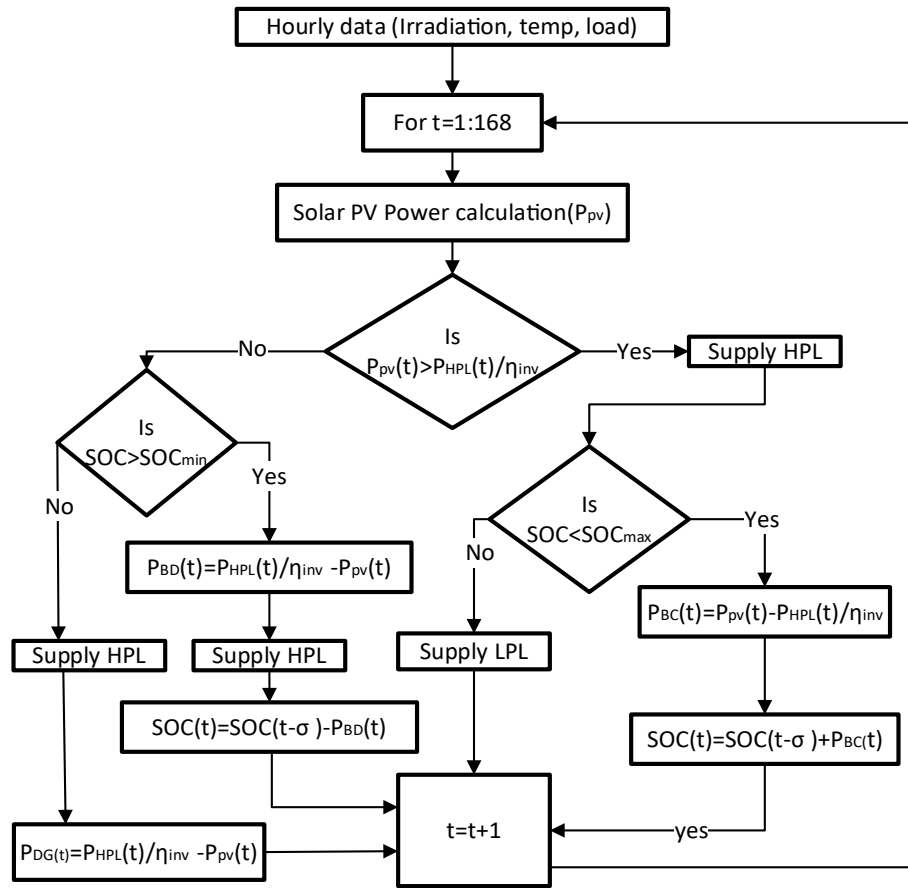 Hourly data (Irradiation, temp, load)
For t=1:168
Solar PV Power calculation(Ppv)
Is
Ppv(t)>PHPL(t)/ηinv
No
Yes
Supply HPL
Is
SOC>SOCmin
No
Yes
Is
SOC<SOCmax
No
Yes
PBD(t)=PHPL(t)/ηinv -Ppv(t)
PBC(t)=Ppv(t)-PHPL(t)/ηinv
Supply HPL
Supply HPL
Supply LPL
SOC(t)=SOC(t-σ )-PBD(t)
SOC(t)=SOC(t-σ )+PBC(t)
t=t+1
yes
PDG(t)=PHPL(t)/ηinv -Ppv(t)